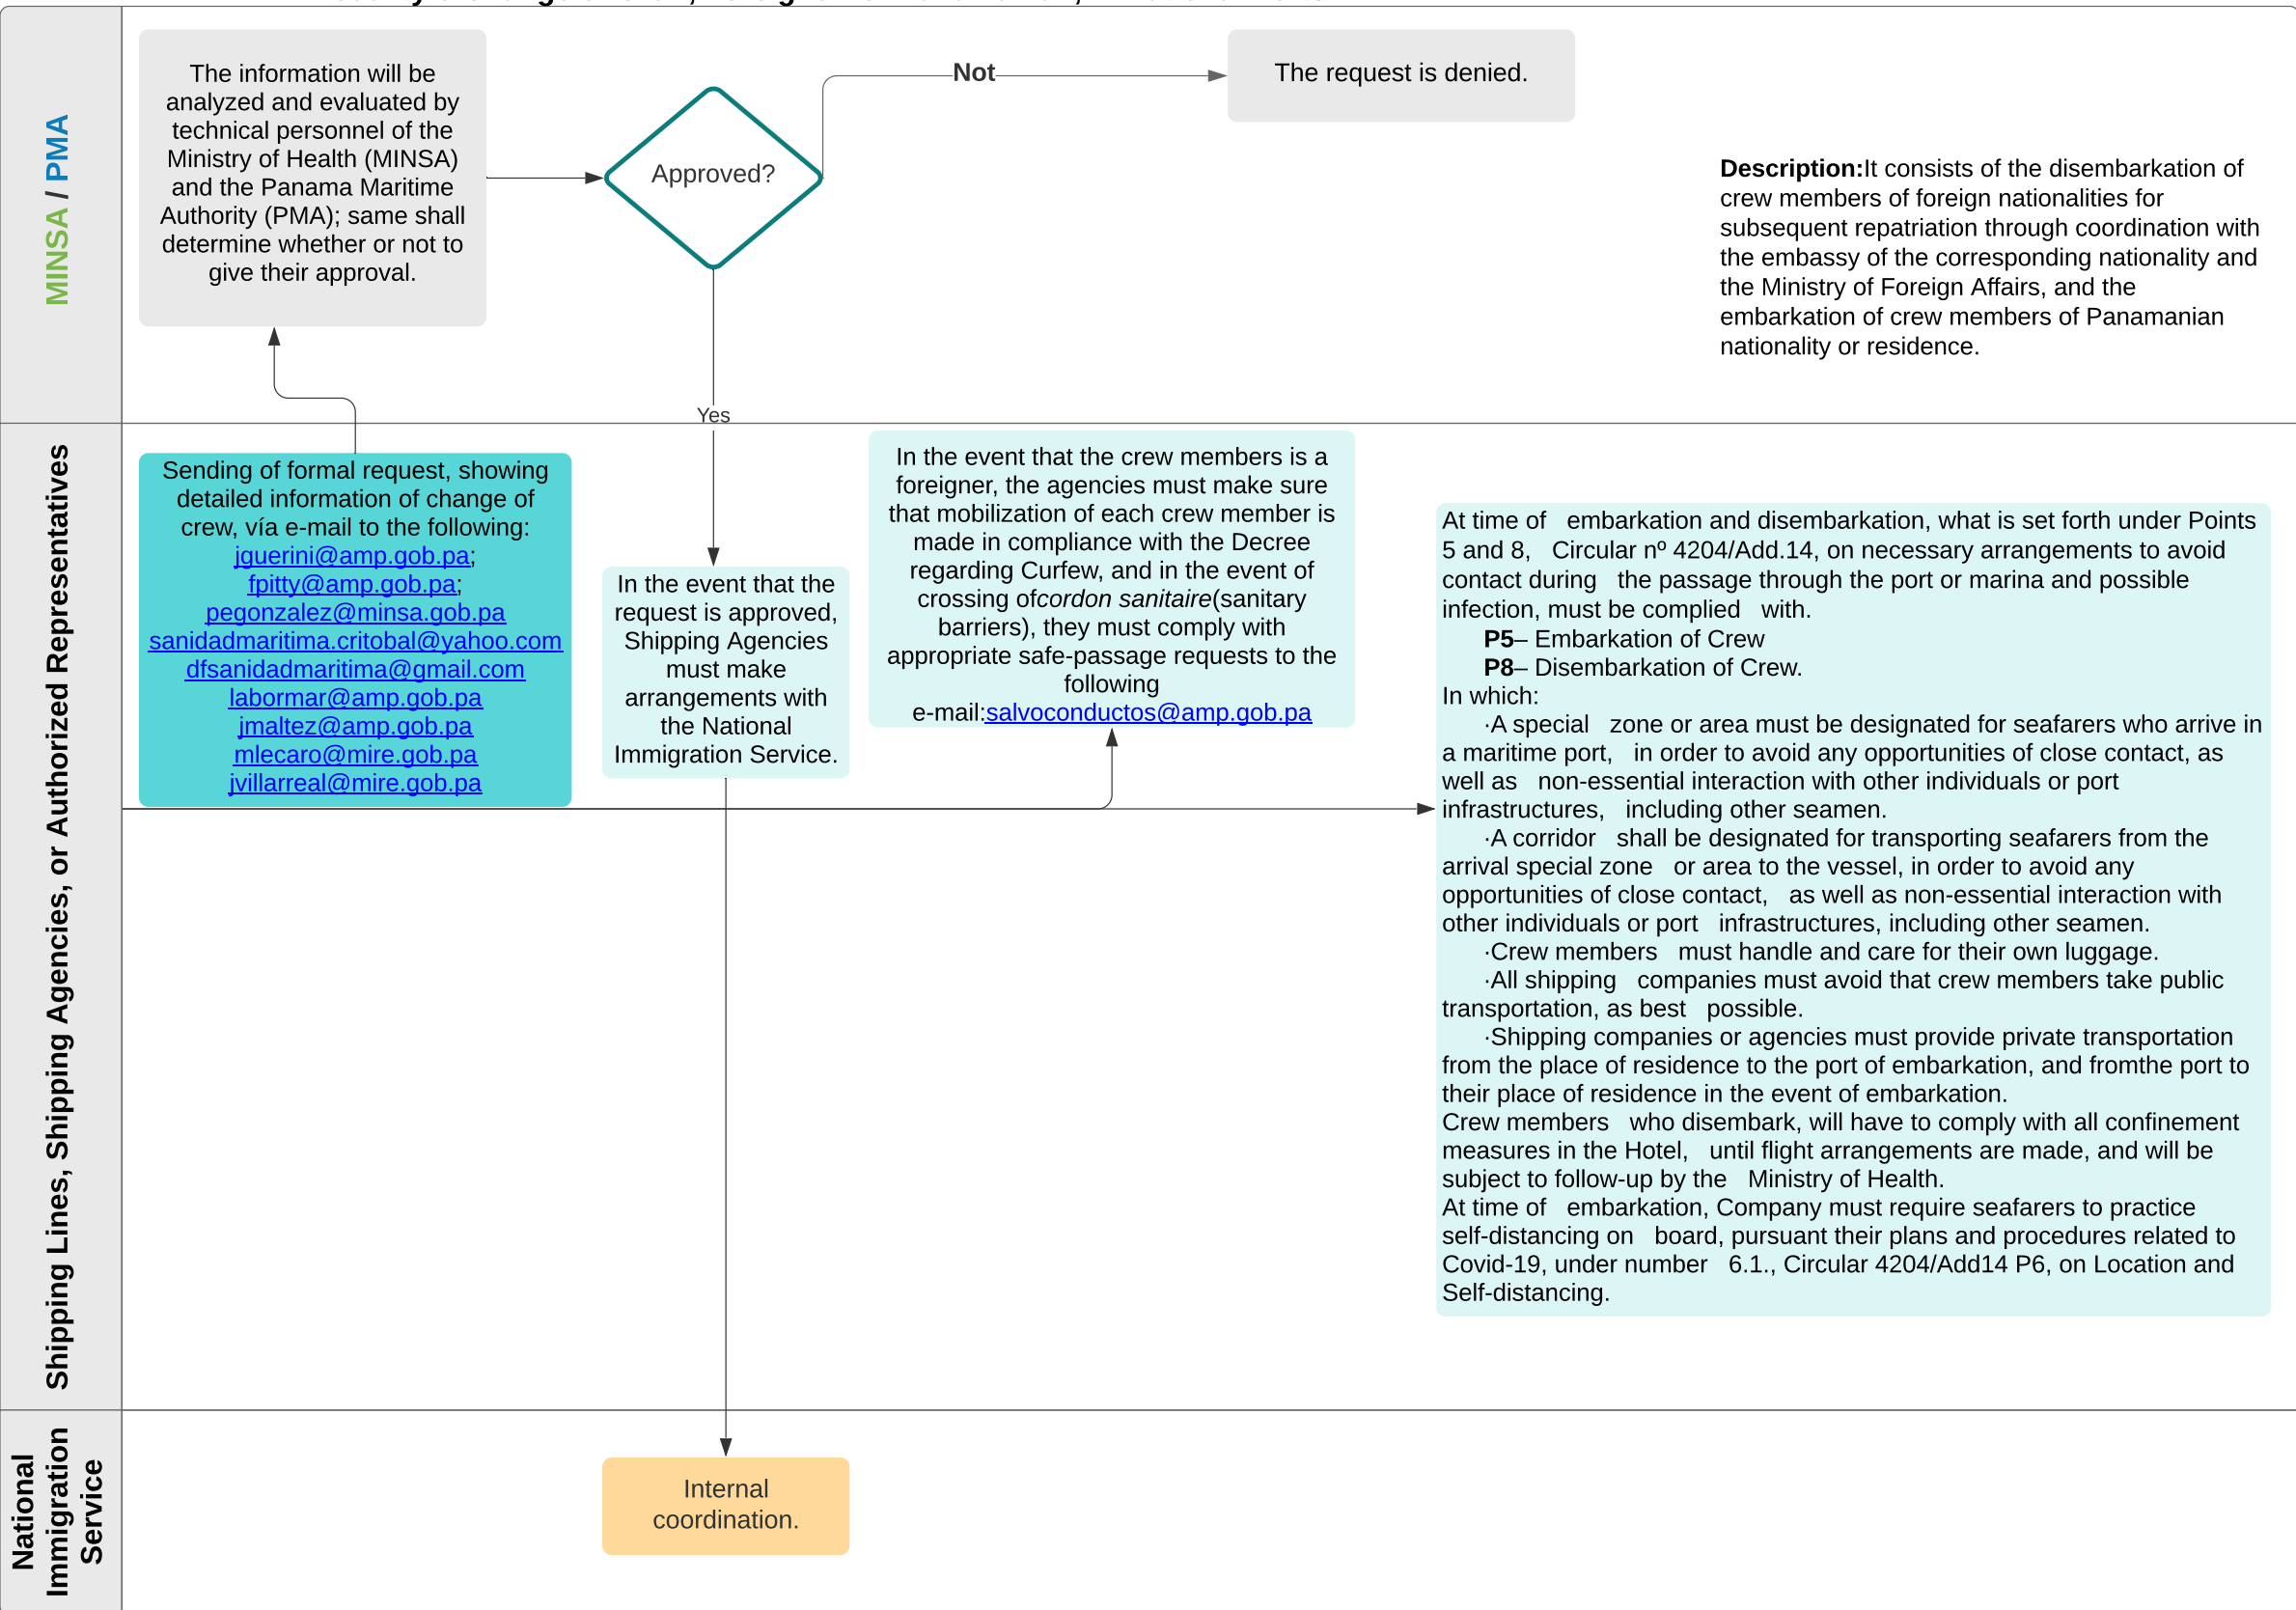 MINSA / PMA
The information will be
analyzed and evaluated by
technical personnel of the
Ministry of Health (MINSA)
and the Panama Maritime
Authority (PMA); same shall
determine whether or not to
give their approval.
Approved?
Not
The request is denied.
Description:It consists of the disembarkation of
crew members of foreign nationalities for
subsequent repatriation through coordination with
the embassy of the corresponding nationality and
the Ministry of Foreign Affairs, and the
embarkation of crew members of Panamanian
nationality or residence.
Yes
Shipping Lines, Shipping Agencies, or Authorized Representatives
Sending of formal request, showing
detailed information of change of
crew, vía e-mail to the following:
jguerini@amp.gob.pa;
fpitty@amp.gob.pa;
pegonzalez@minsa.gob.pa
sanidadmaritima.critobal@yahoo.com
dfsanidadmaritima@gmail.com
labormar@amp.gob.pa
jmaltez@amp.gob.pa
mlecaro@mire.gob.pa
jvillarreal@mire.gob.pa
In the event that the
request is approved,
Shipping Agencies
must make
arrangements with
the National
Immigration Service.
In the event that the crew members is a
foreigner, the agencies must make sure
that mobilization of each crew member is
made in compliance with the Decree
regarding Curfew, and in the event of
crossing ofcordon sanitaire(sanitary
barriers), they must comply with
appropriate safe-passage requests to the
following
e-mail:salvoconductos@amp.gob.pa
At time of embarkation and disembarkation, what is set forth under Points
5 and 8, Circular nº 4204/Add.14, on necessary arrangements to avoid
contact during the passage through the port or marina and possible
infection, must be complied with.
P5– Embarkation of Crew
P8– Disembarkation of Crew.
In which:
·A special zone or area must be designated for seafarers who arrive in
a maritime port, in order to avoid any opportunities of close contact, as
well as non-essential interaction with other individuals or port
infrastructures, including other seamen.
·A corridor shall be designated for transporting seafarers from the
arrival special zone or area to the vessel, in order to avoid any
opportunities of close contact, as well as non-essential interaction with
other individuals or port infrastructures, including other seamen.
·Crew members must handle and care for their own luggage.
·All shipping companies must avoid that crew members take public
transportation, as best possible.
·Shipping companies or agencies must provide private transportation
from the place of residence to the port of embarkation, and fromthe port to
their place of residence in the event of embarkation.
Crew members who disembark, will have to comply with all confinement
measures in the Hotel, until flight arrangements are made, and will be
subject to follow-up by the Ministry of Health.
At time of embarkation, Company must require seafarers to practice
self-distancing on board, pursuant their plans and procedures related to
Covid-19, under number 6.1., Circular 4204/Add14 P6, on Location and
Self-distancing.
National
Immigration
Service
Internal
coordination.